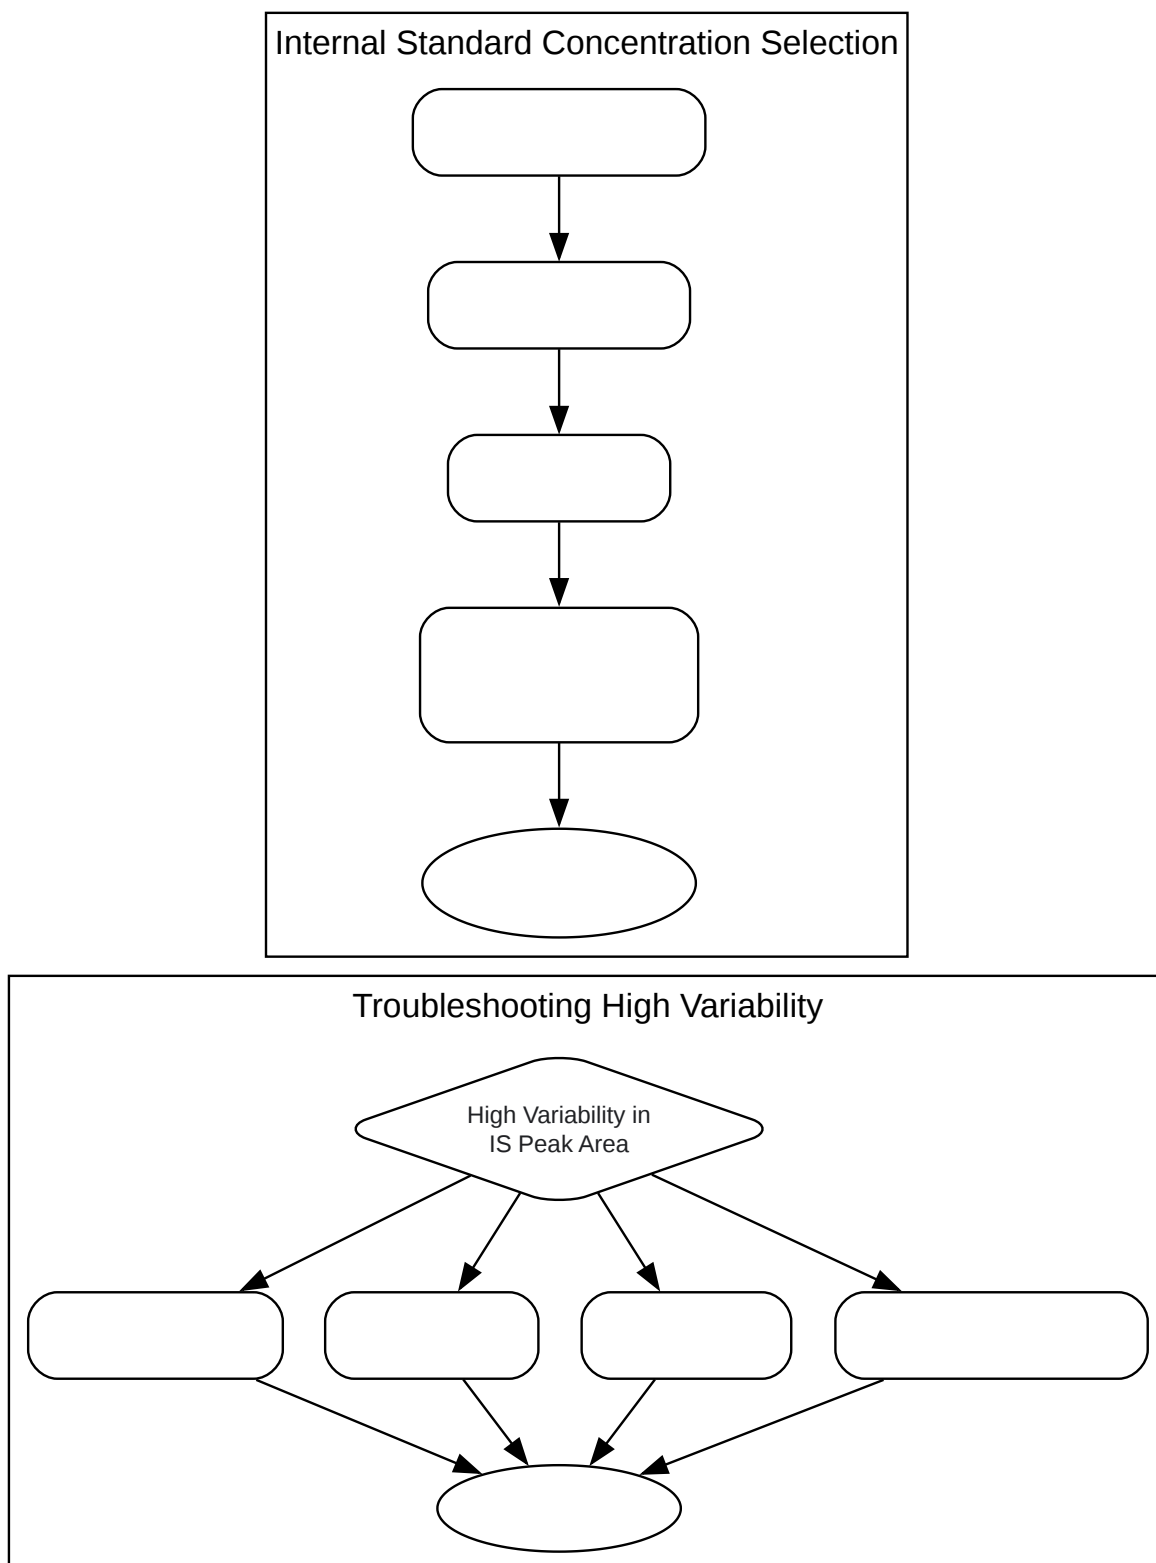 Internal Standard Concentration Selection
Troubleshooting High Variability
High Variability in
IS Peak Area